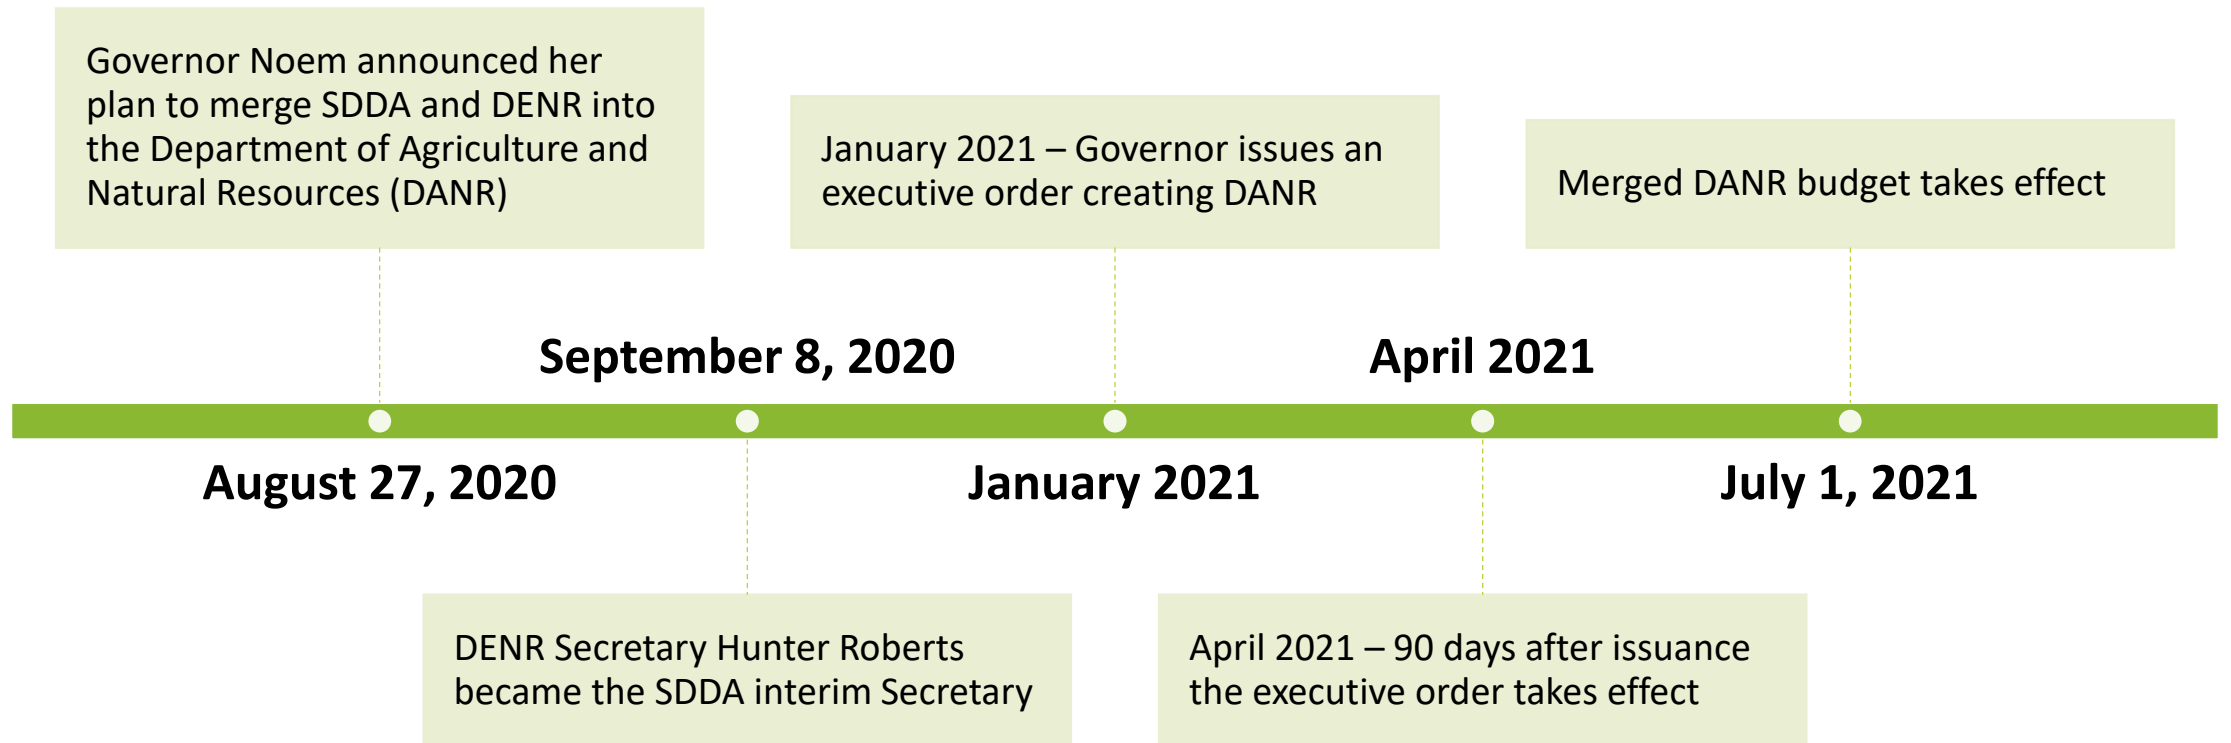 Governor Noem announced her
plan to merge SDDA and DENR into
the Department of Agriculture and
Natural Resources (DANR)
January 2021 – Governor issues an
executive order creating DANR
Merged DANR budget takes effect
September 8, 2020
April 2021
August 27, 2020
January 2021
July 1, 2021
DENR Secretary Hunter Roberts
became the SDDA interim Secretary
April 2021 – 90 days after issuance
the executive order takes effect